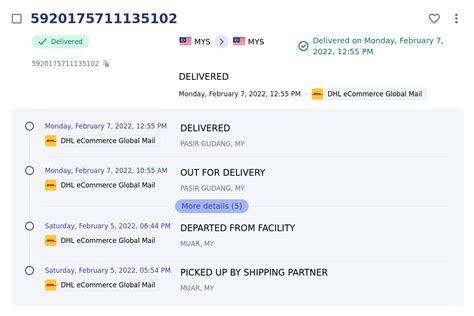 5920175711135102
Delivered
MYS MYS
Delivered on Monday, February 7, 2022, 12:55 PM
5920175711135102
DELIVERED
Monday, February 7, 2022, 12:55 PM · DHL eCommerce Global Mail
Monday, February 7, 2022, 12:55 PM
DHL eCommerce Global Mail
DELIVERED
PASIR GUDANG, MY
Monday, February 7, 2022, 10:55 AM
DHL eCommerce Global Mail
OUT FOR DELIVERY
PASIR GUDANG, MY
More details (5)
Saturday, February 5, 2022, 06:44 PM
DHL eCommerce Global Mail
DEPARTED FROM FACILITY
MUAR, MY
Saturday, February 5, 2022, 05:54 PM
DHL eCommerce Global Mail
PICKED UP BY SHIPPING PARTNER
MUAR, MY